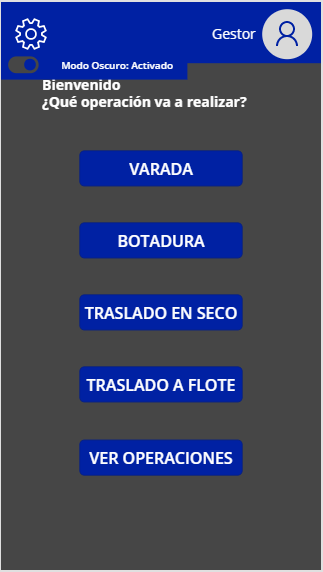 Gestor
Modo Oscuro: Activado
Bienvenido
¿Qué operación va a realizar?
VARADA
BOTADURA
TRASLADO EN SECO
TRASLADO A FLOTE
VER OPERACIONES